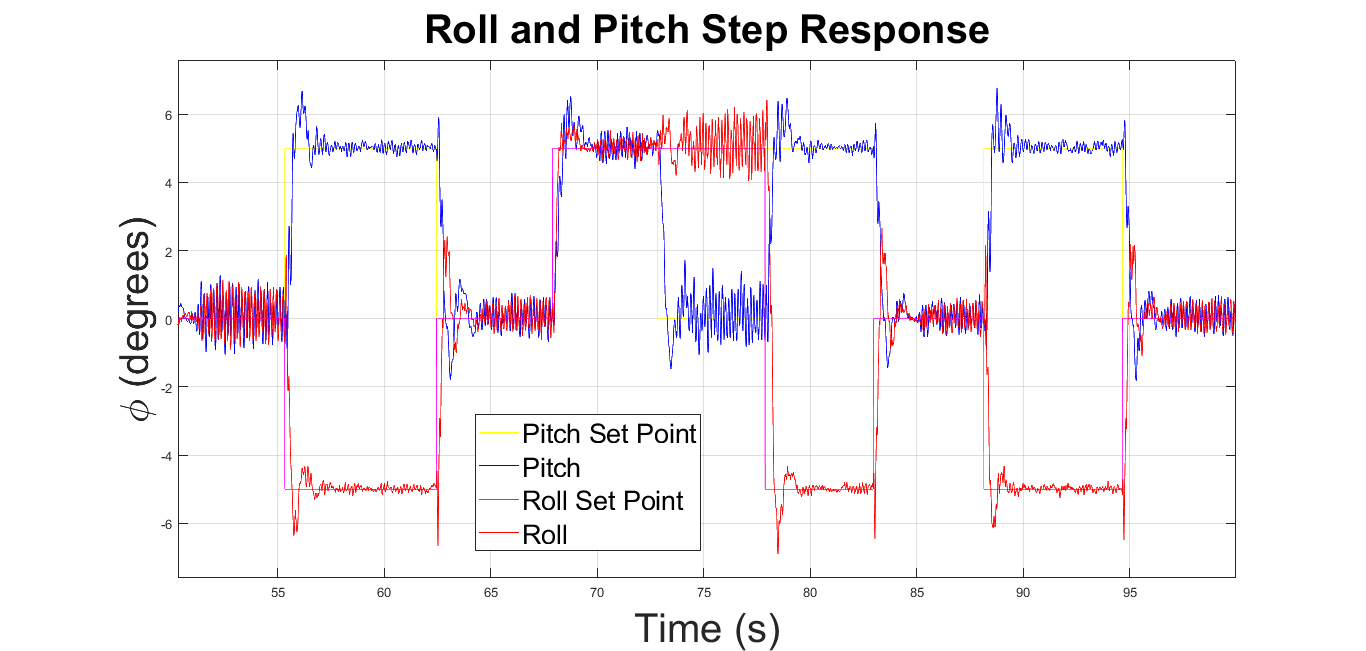 Roll and Pitch Step Response
ϕ (degrees)
6
4
2
0
-2
-4
-6
Pitch Set Point
Pitch
Roll Set Point
Roll
55 60 65 70 75 80 85 90 95
Time (s)